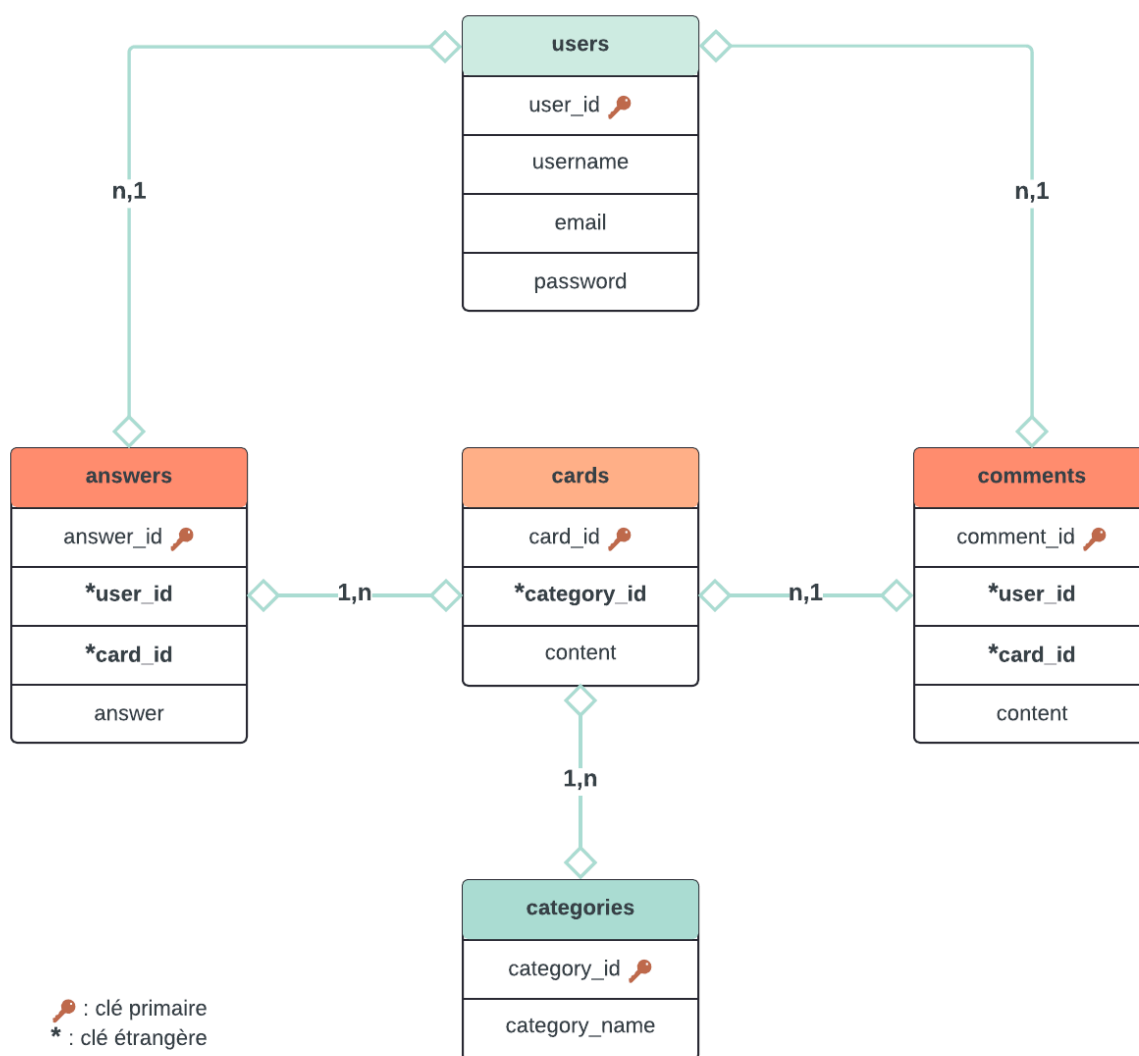 users
user_id
username
email
password
n,1
n,1
answers
answer_id
*user_id
*card_id
answer
1,n
cards
card_id
*category_id
content
n,1
comments
comment_id
*user_id
*card_id
content
1,n
categories
category_id
category_name
: clé primaire
* : clé étrangère